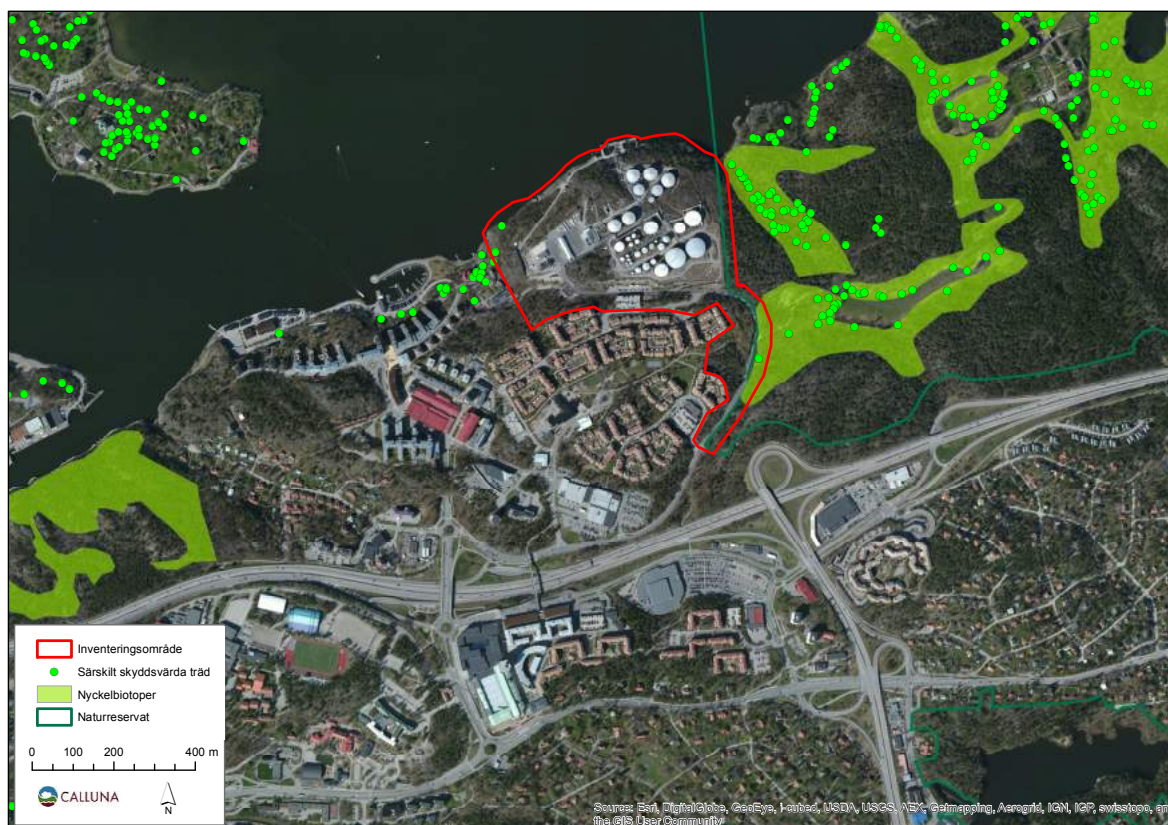 Inventeringsområde
Särskilt skyddsvärda träd
Nyckelbiotoper
Naturreservat
0 100 200 400 m
CALLUNA
N
Source: Esri, DigitalGlobe, GeoEye, i-cubed, USDA, USGS, AEX, Getmapping, Aerogrid, IGN, IGP, swisstopo, an
the GIS User Community